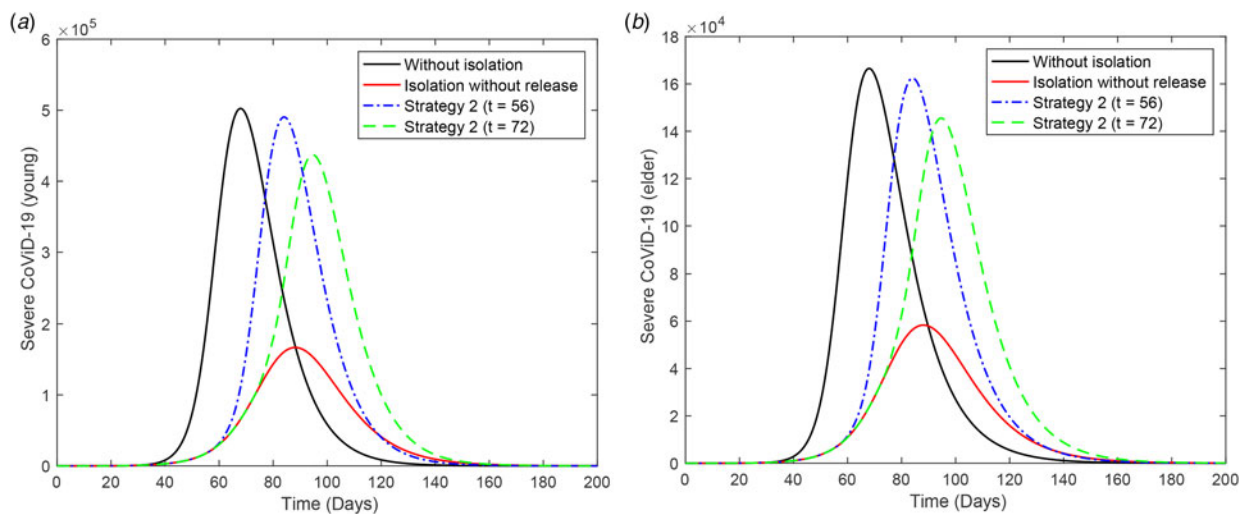 (a)
×10^5
6
5
4
3
2
1
0
Severe CoViD-19 (young)
Without isolation
Isolation without release
Strategy 2 (t = 56)
Strategy 2 (t = 72)
0 20 40 60 80 100 120 140 160 180 200
Time (Days)
(b)
×10^4
18
16
14
12
10
8
6
4
2
0
Severe CoViD-19 (elder)
Without isolation
Isolation without release
Strategy 2 (t = 56)
Strategy 2 (t = 72)
0 20 40 60 80 100 120 140 160 180 200
Time (Days)